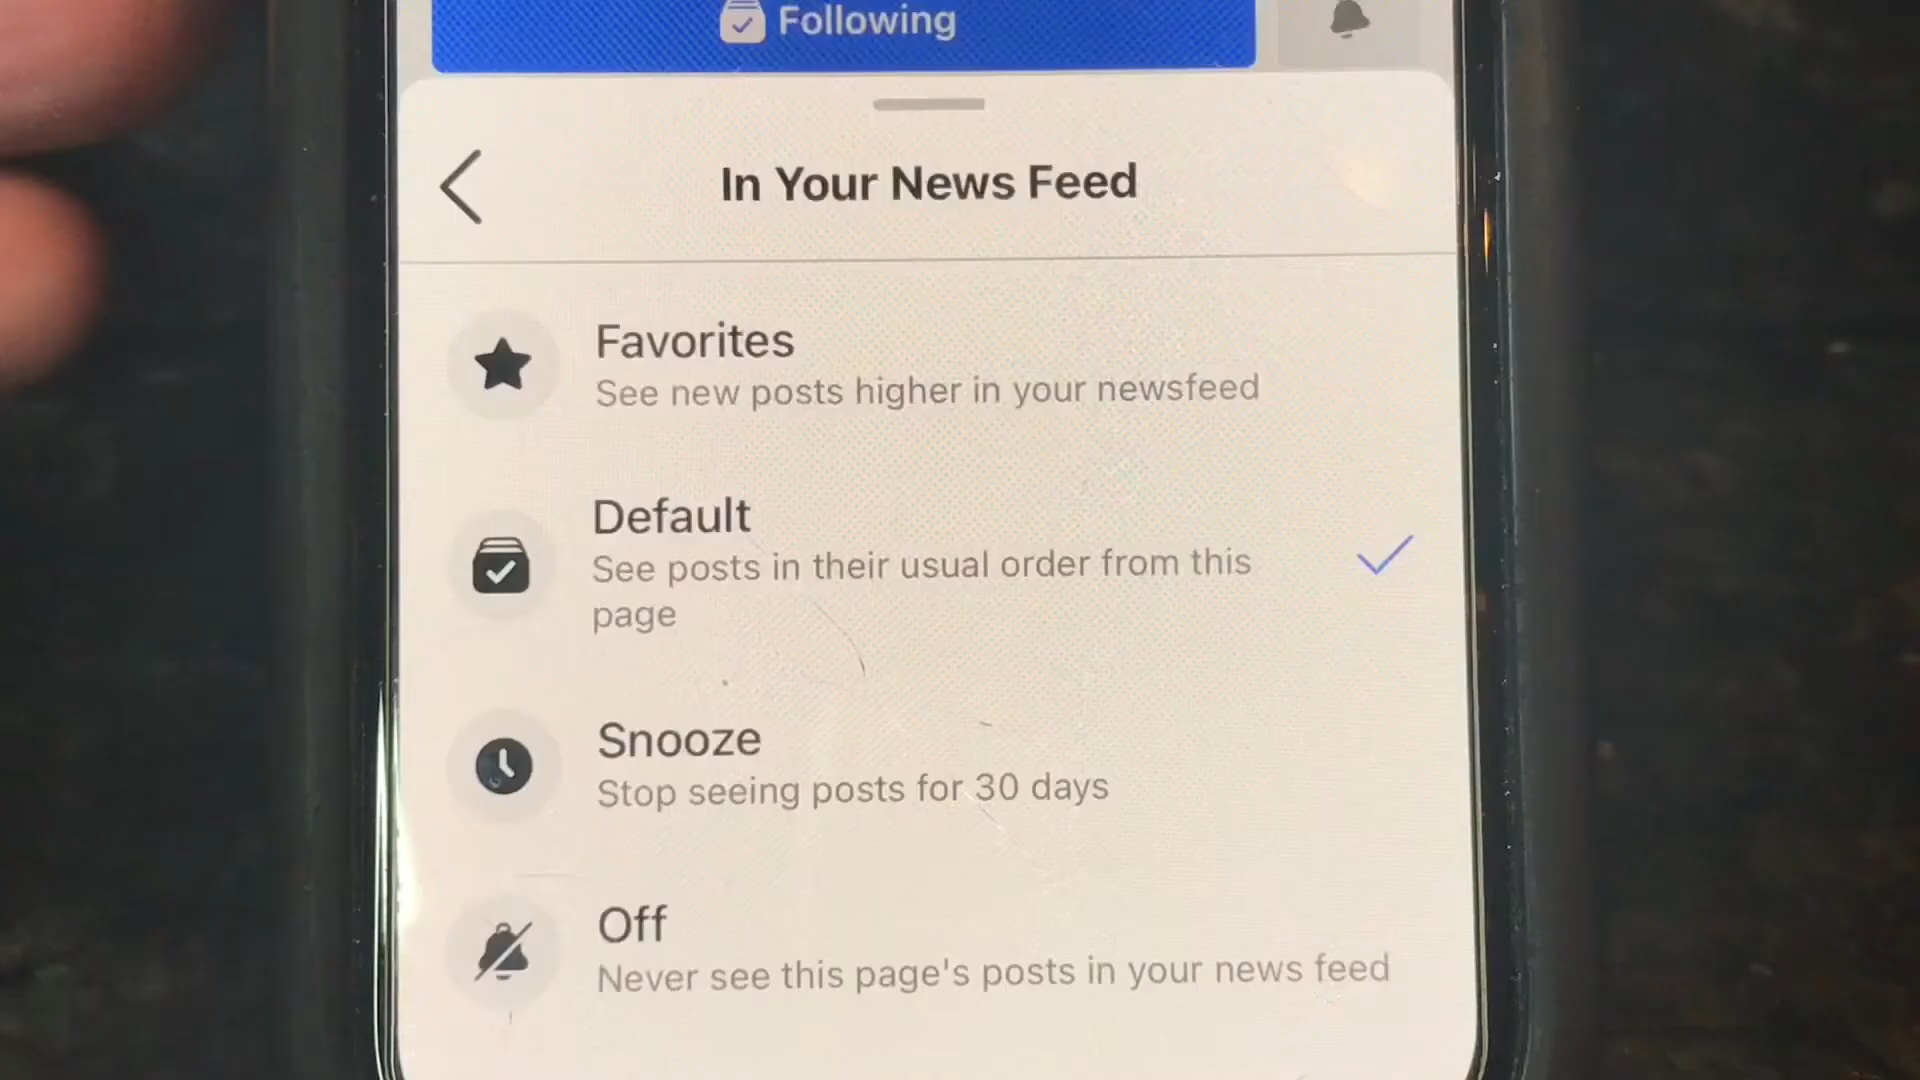 Following
In Your News Feed
Favorites
See new posts higher in your newsfeed
Default
See posts in their usual order from this
page
Snooze
Stop seeing posts for 30 days
Off
Never see this page's posts in your news feed